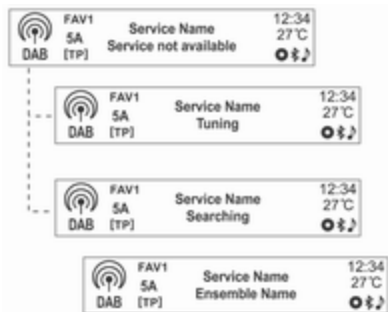 FAV1 Service Name 12:34
5A Service not available 27°C
DAB [TP]
FAV1 Service Name 12:34
5A Tuning 27°C
DAB [TP]
FAV1 Service Name 12:34
5A Searching 27°C
DAB [TP]
FAV1 Service Name 12:34
5A Ensemble Name 27°C
DAB [TP]